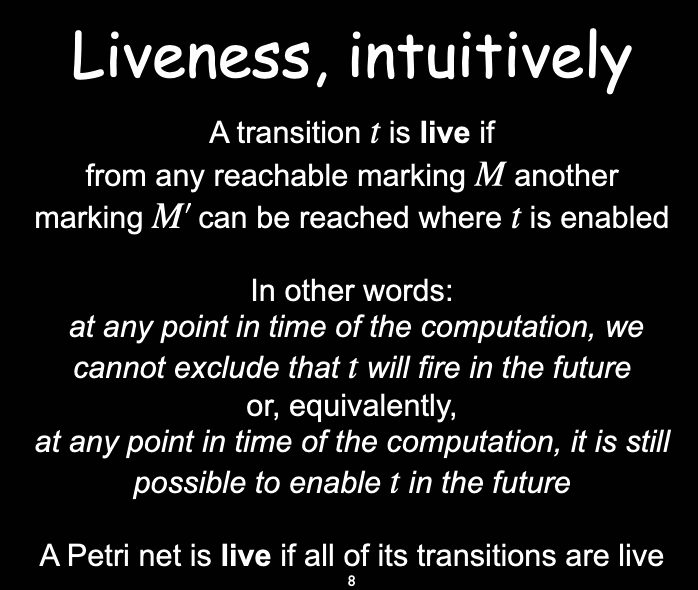 Liveness, intuitively
A transition t is live if
from any reachable marking M another
marking M′ can be reached where t is enabled
In other words:
at any point in time of the computation, we
cannot exclude that t will fire in the future
or, equivalently,
at any point in time of the computation, it is still
possible to enable t in the future
A Petri net is live if all of its transitions are live
8